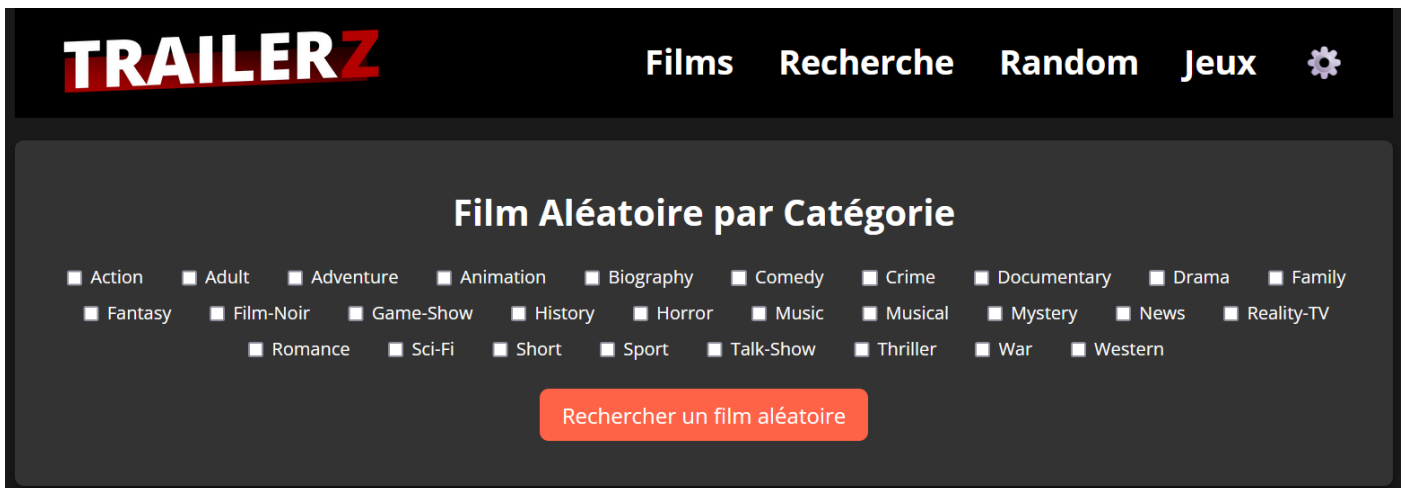 TRAILERZ Films Recherche Random Jeux
Film Aléatoire par Catégorie
Action Adult Adventure Animation Biography Comedy Crime Documentary Drama Family
Fantasy Film-Noir Game-Show History Horror Music Musical Mystery News Reality-TV
Romance Sci-Fi Short Sport Talk-Show Thriller War Western
Rechercher un film aléatoire